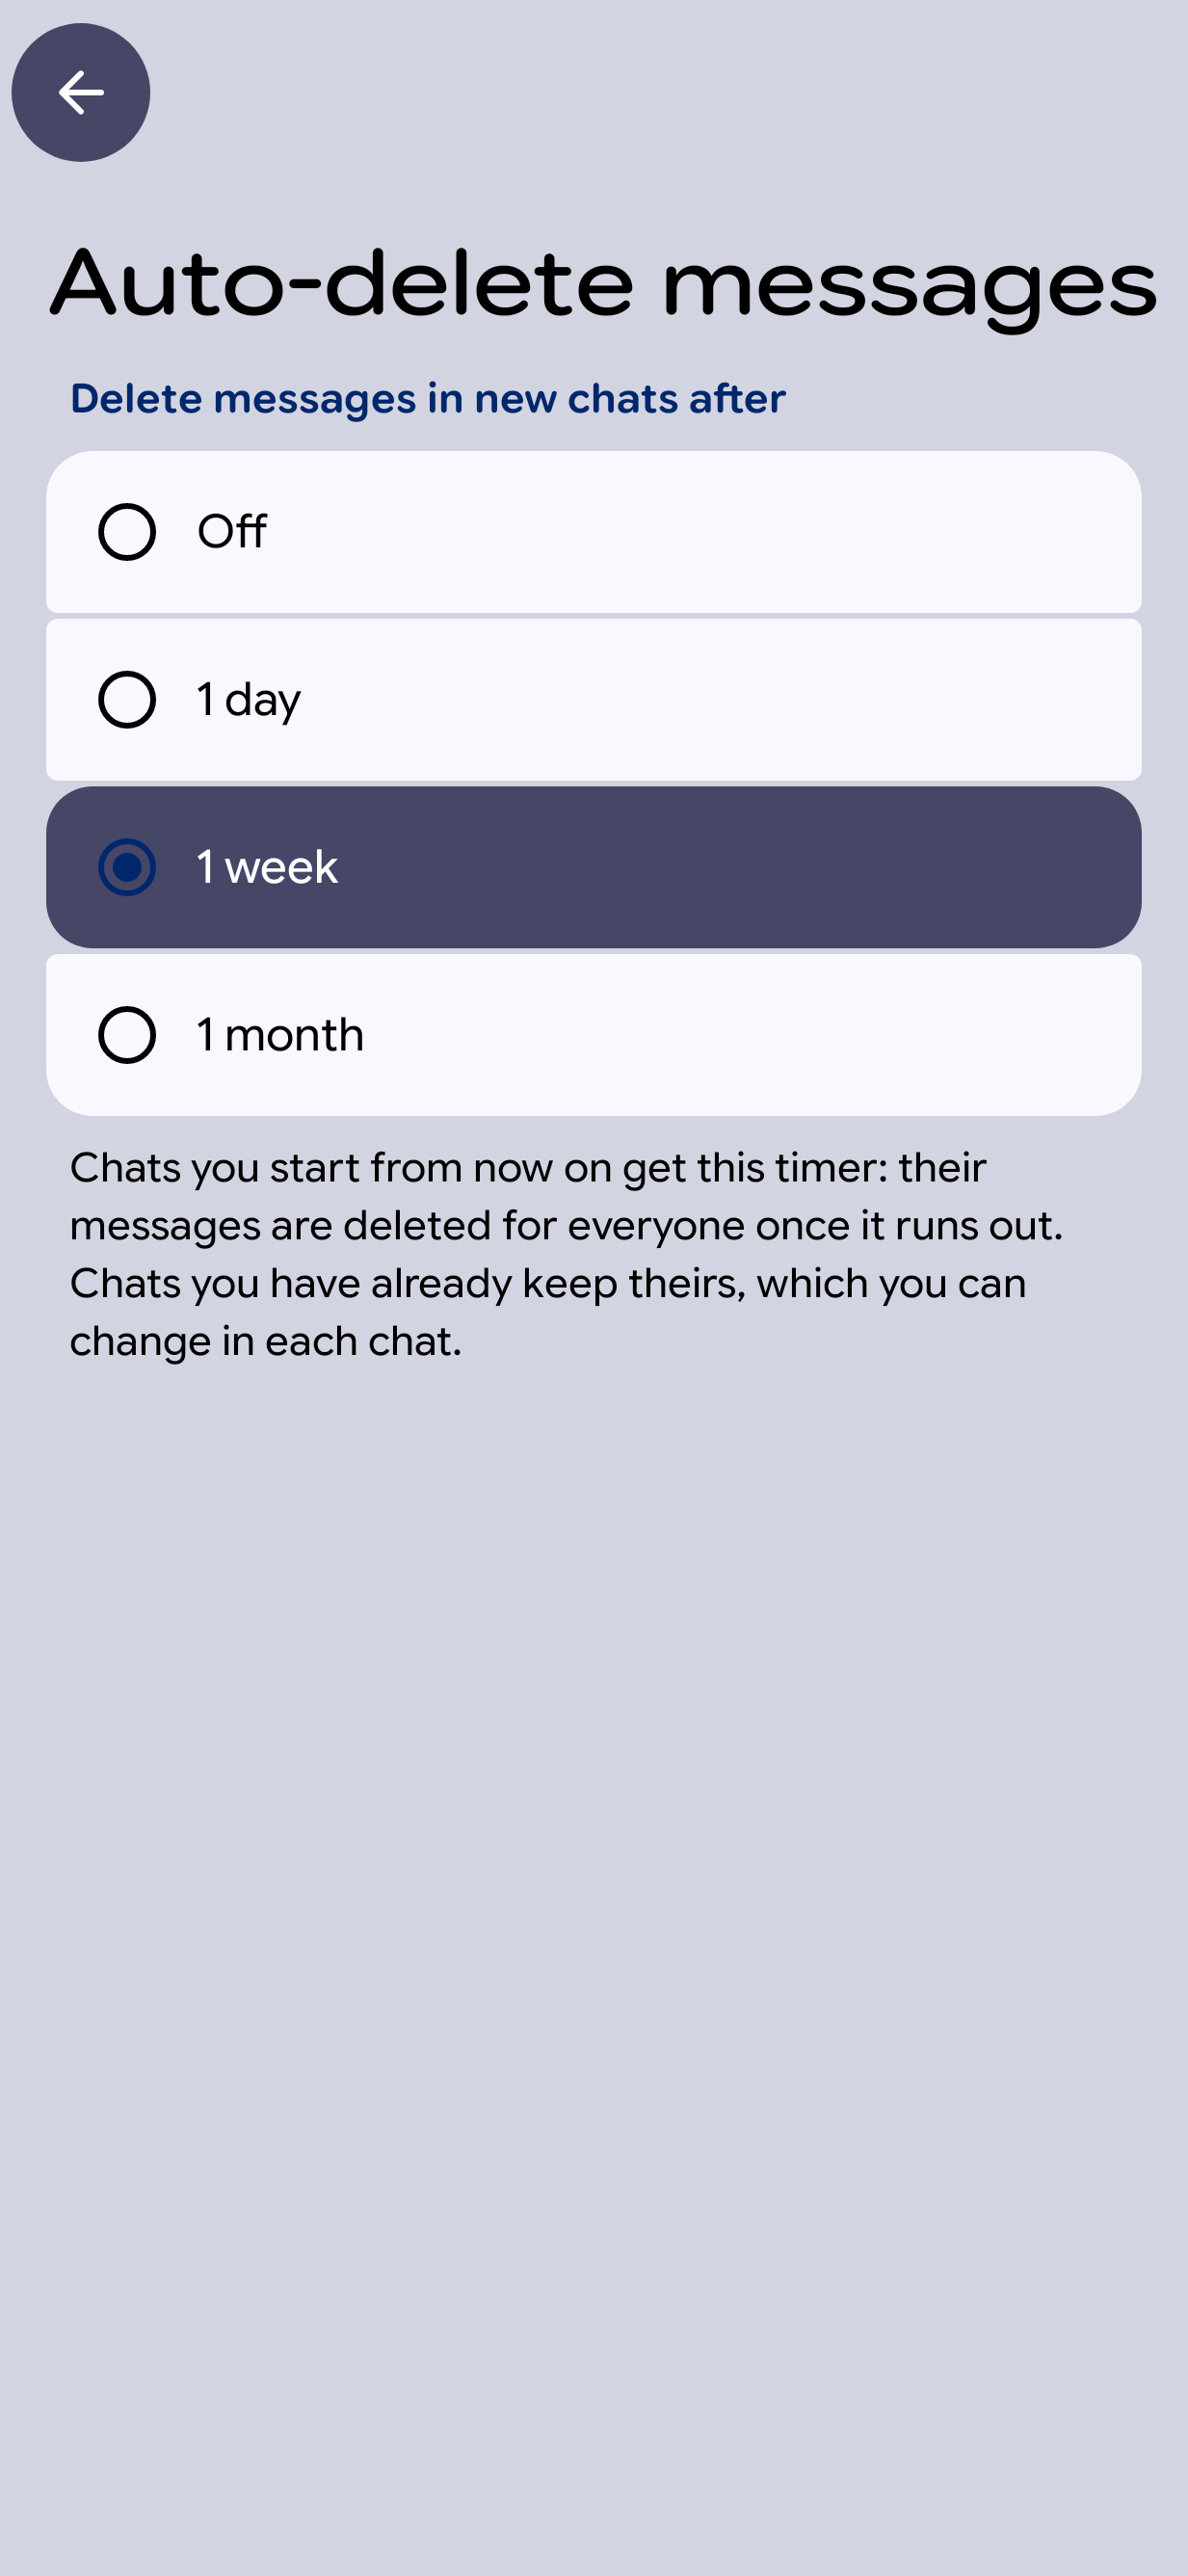 Auto-delete messages
Delete messages in new chats after
Off
1 day
1 week
1 month
Chats you start from now on get this timer: their
messages are deleted for everyone once it runs out.
Chats you have already keep theirs, which you can
change in each chat.